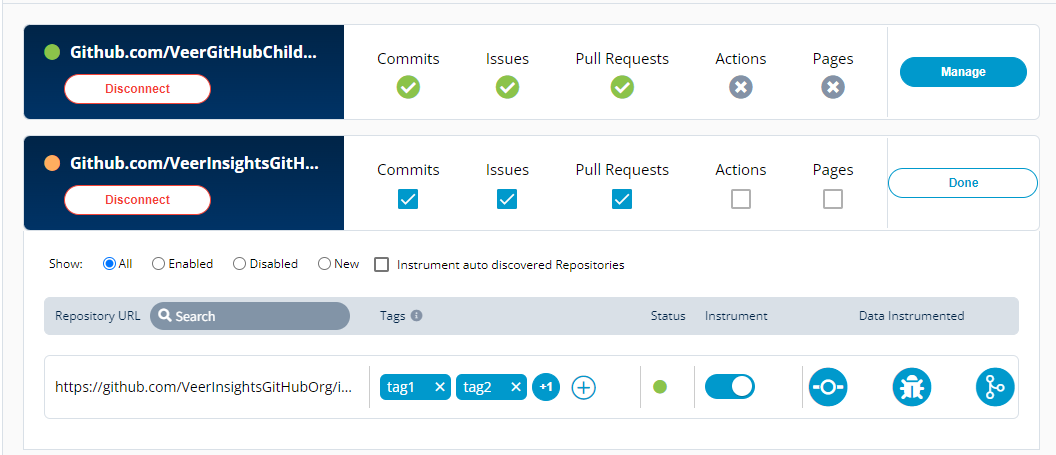 Github.com/VeerGitHubChild...
Disconnect
Commits Issues Pull Requests Actions Pages
Manage
Github.com/VeerInsightsGitH...
Disconnect
Commits Issues Pull Requests Actions Pages
Done
Show: All Enabled Disabled New Instrument auto discovered Repositories
Repository URL Search Tags Status Instrument Data Instrumented
https://github.com/VeerInsightsGitHubOrg/i... tag1 tag2 +1